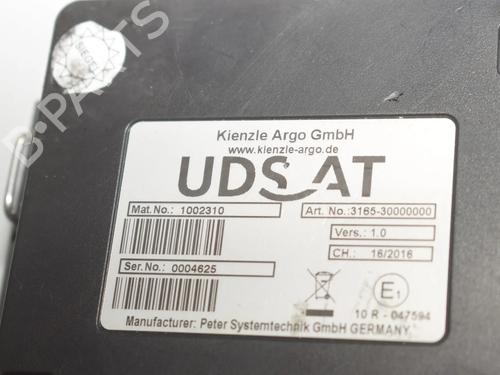 Kienzle Argo GmbH
www.kienzle-argo.de
UDS AT
Mat.No.: 1002310
Art. No.:3165-30000000
Vers.: 1.0
CH.: 16/2016
Ser.No.: 0004625
E1
10 R - 047594
Manufacturer: Peter Systemtechnik GmbH GERMANY
B-PARTS